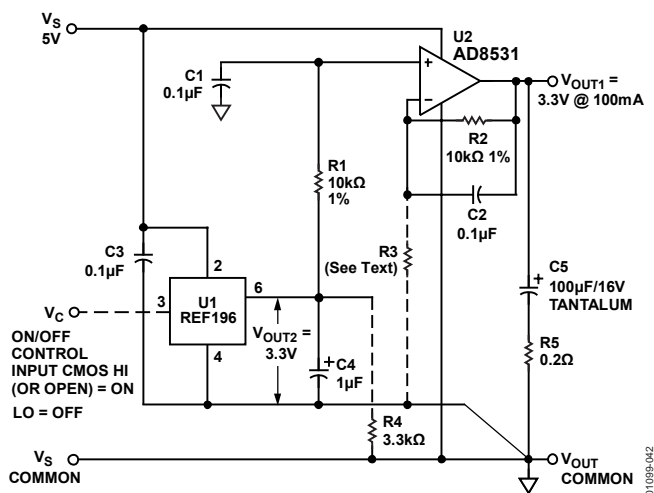 VS
5V
U2
AD8531
C1
0.1µF
+
−
VOUT1 =
3.3V @ 100mA
R2
10kΩ 1%
R1
10kΩ
1%
C2
0.1µF
C3
0.1µF
R3
(See Text)
C5
100µF/16V
TANTALUM
+
2
6
VC
3
U1
REF196
4
VOUT2 =
3.3V
ON/OFF
CONTROL
INPUT CMOS HI
(OR OPEN) = ON
LO = OFF
+
C4
1µF
R5
0.2Ω
R4
3.3kΩ
VS
COMMON
VOUT
COMMON
01099-042